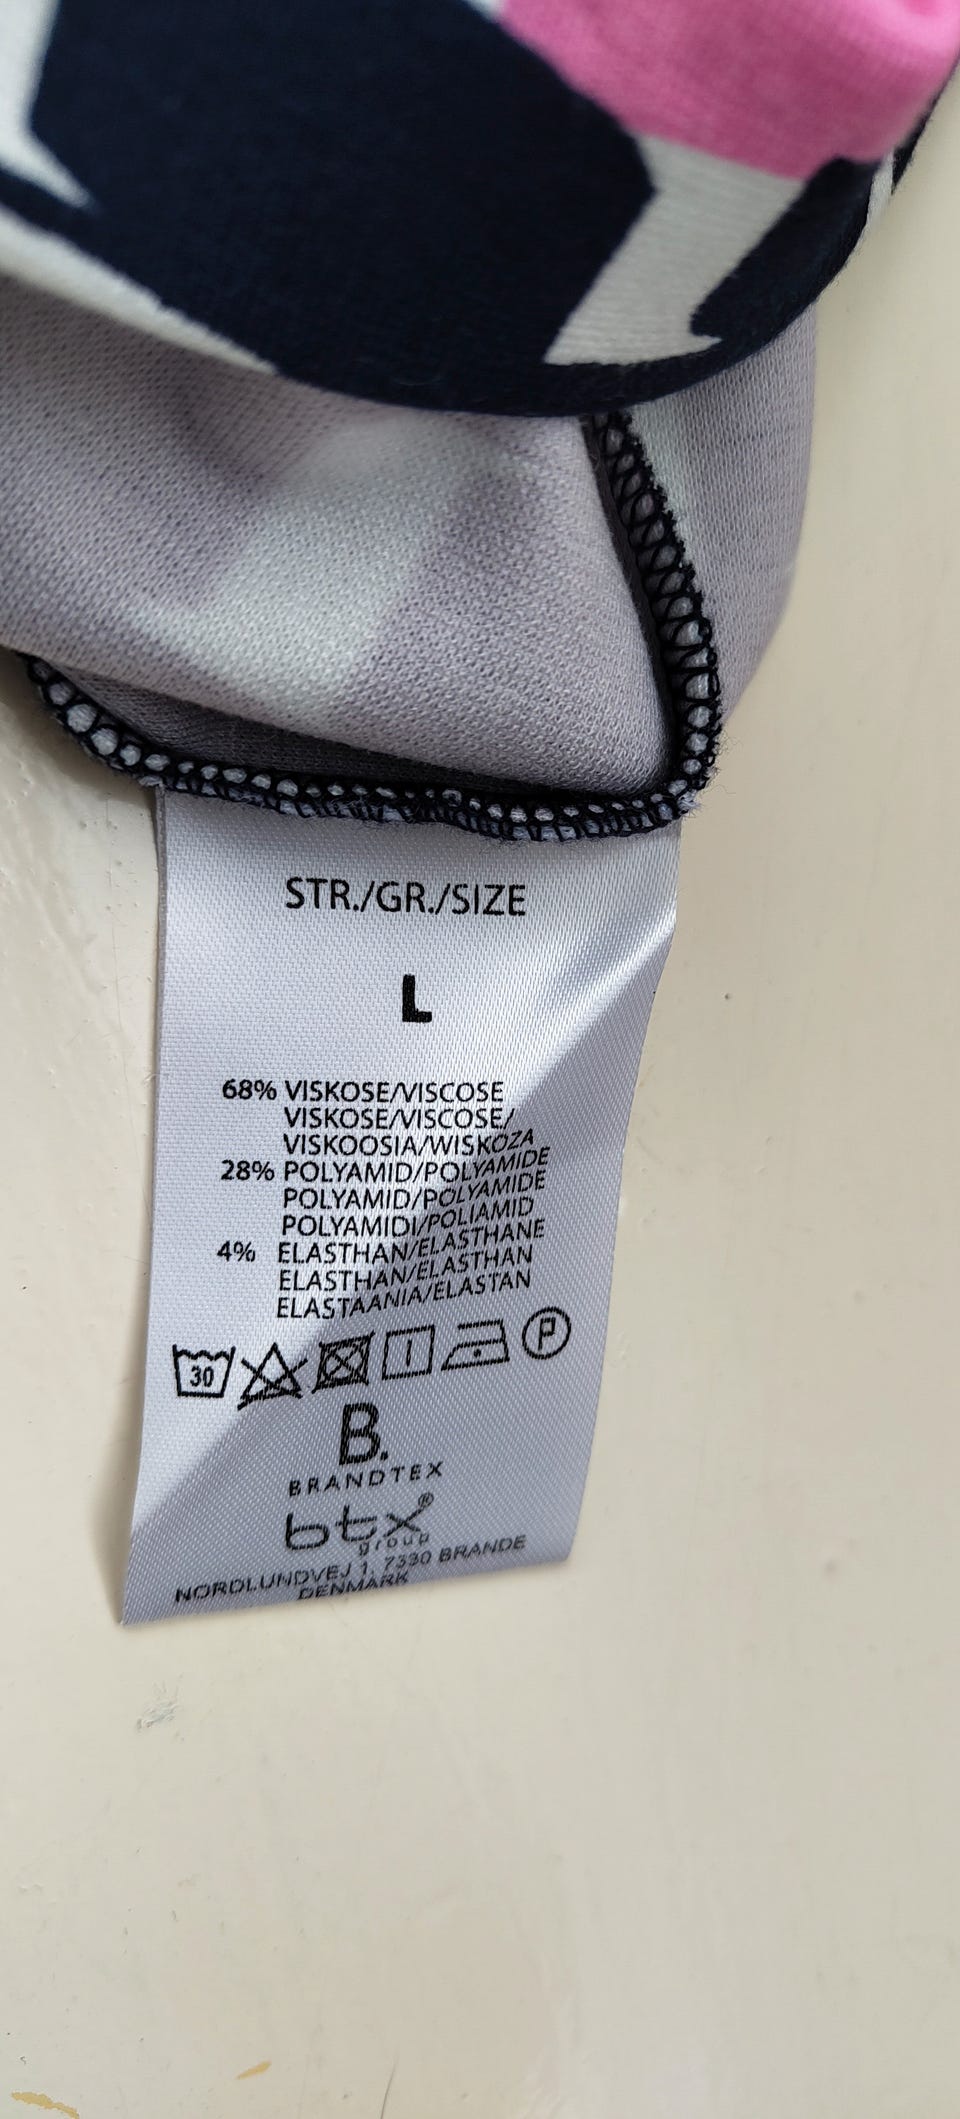 STR./GR./SIZE
L
68% VISKOSE/VISCOSE
VISKOSE/VISCOSE/
VISKOOSIA/WISKOZA
28% POLYAMID/POLYAMIDE
POLYAMID/POLYAMIDE
POLYAMIDI/POLIAMID
4% ELASTHAN/ELASTHANE
ELASTHAN/ELASTHAN
ELASTAANIA/ELASTAN
30 P
B.
BRANDTEX
btx®
group
NORDLUNDVEJ 1, 7330 BRANDE
DENMARK